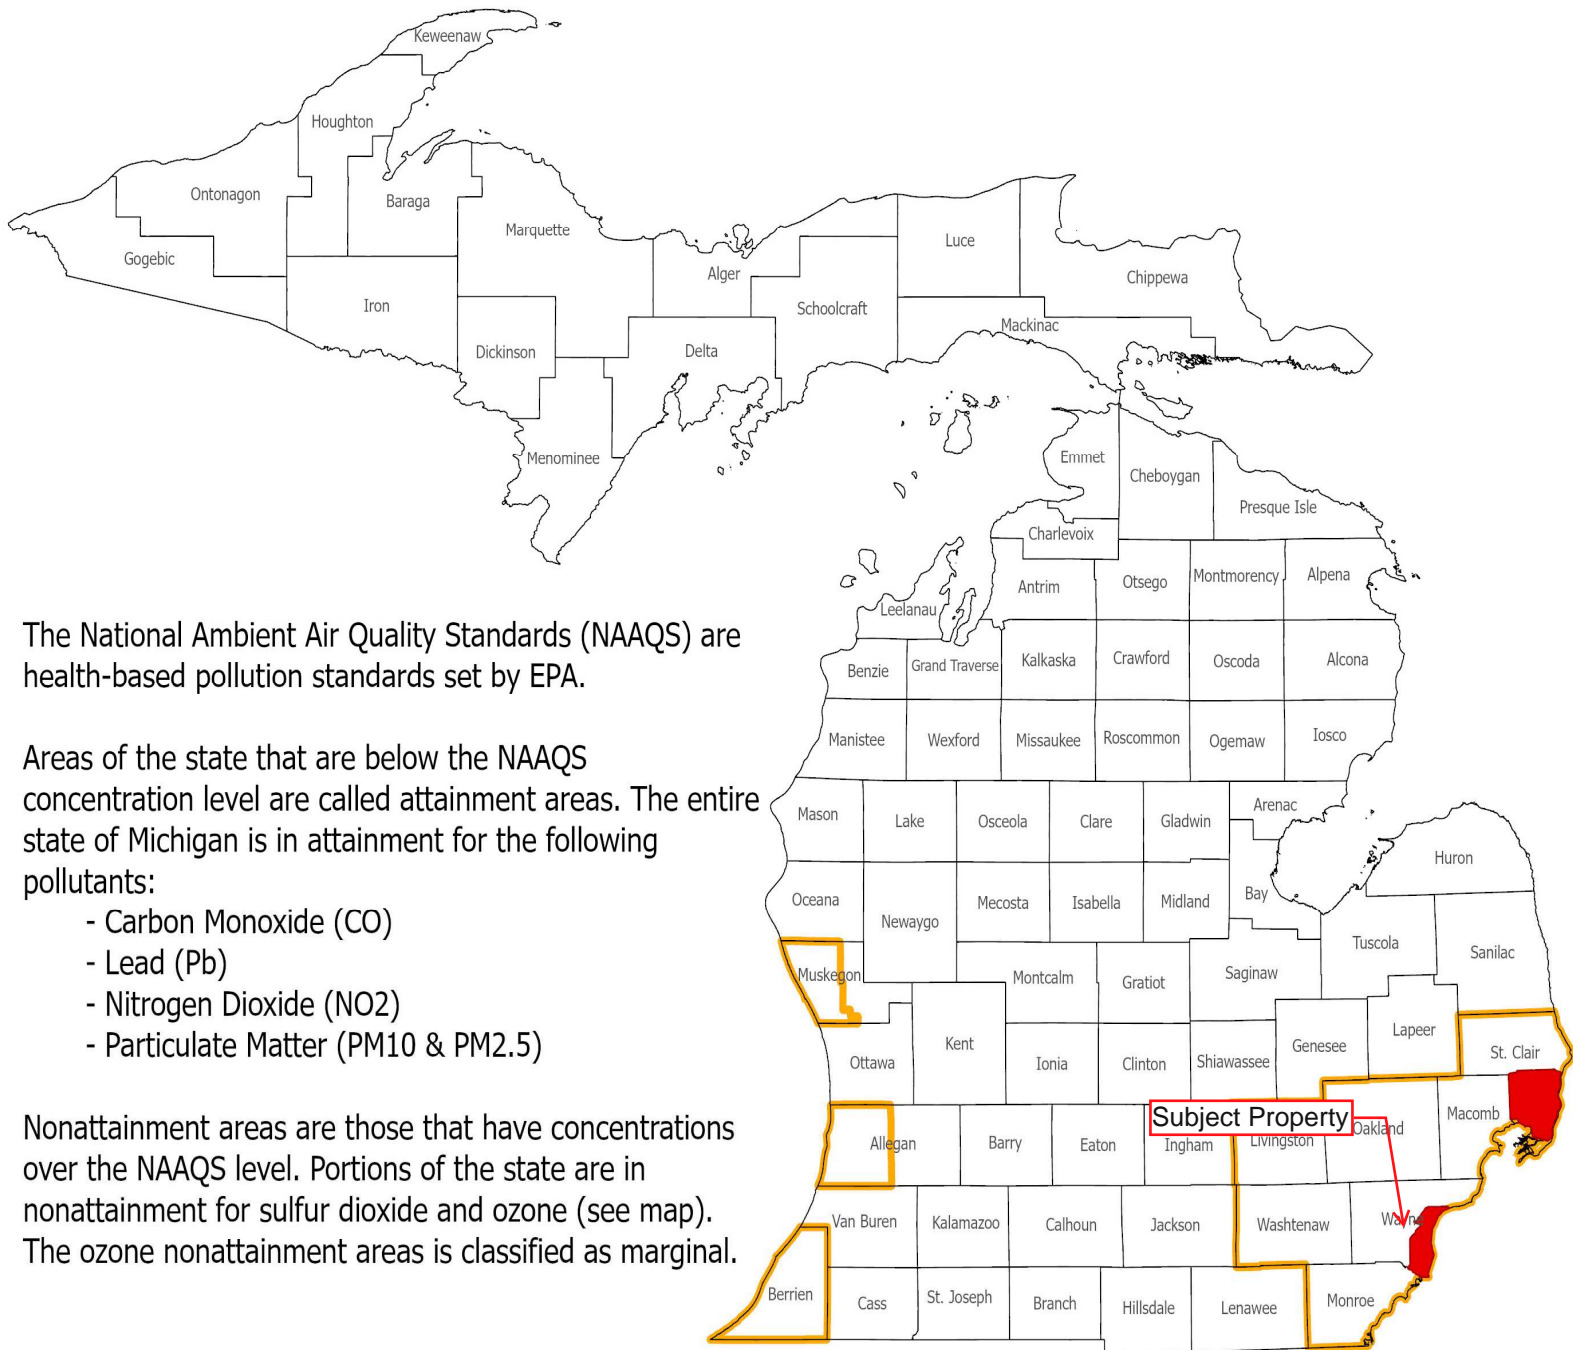 Keweenaw
Houghton
Ontonagon
Baraga
Marquette
Gogebic
Luce
Alger
Chippewa
Iron
Schoolcraft
Mackinac
Dickinson
Delta
Menominee
Emmet
Cheboygan
Presque Isle
Charlevoix
Antrim
Otsego
Montmorency
Alpena
Leelanau
The National Ambient Air Quality Standards (NAAQS) are
health-based pollution standards set by EPA.
Benzie
Grand Traverse
Kalkaska
Crawford
Oscoda
Alcona
Manistee
Wexford
Missaukee
Roscommon
Ogemaw
Iosco
Areas of the state that are below the NAAQS
concentration level are called attainment areas. The entire
state of Michigan is in attainment for the following
pollutants:
- Carbon Monoxide (CO)
- Lead (Pb)
- Nitrogen Dioxide (NO2)
- Particulate Matter (PM10 & PM2.5)
Mason
Lake
Osceola
Clare
Gladwin
Arenac
Huron
Oceana
Newaygo
Mecosta
Isabella
Midland
Bay
Tuscola
Sanilac
Muskegon
Montcalm
Gratiot
Saginaw
Kent
Ottawa
Ionia
Clinton
Shiawassee
Genesee
Lapeer
St. Clair
Nonattainment areas are those that have concentrations
over the NAAQS level. Portions of the state are in
nonattainment for sulfur dioxide and ozone (see map).
The ozone nonattainment areas is classified as marginal.
Subject Property
Allegan
Barry
Eaton
Ingham
Livingston
Oakland
Macomb
Van Buren
Kalamazoo
Calhoun
Jackson
Washtenaw
Wayne
Berrien
Cass
St. Joseph
Branch
Hillsdale
Lenawee
Monroe